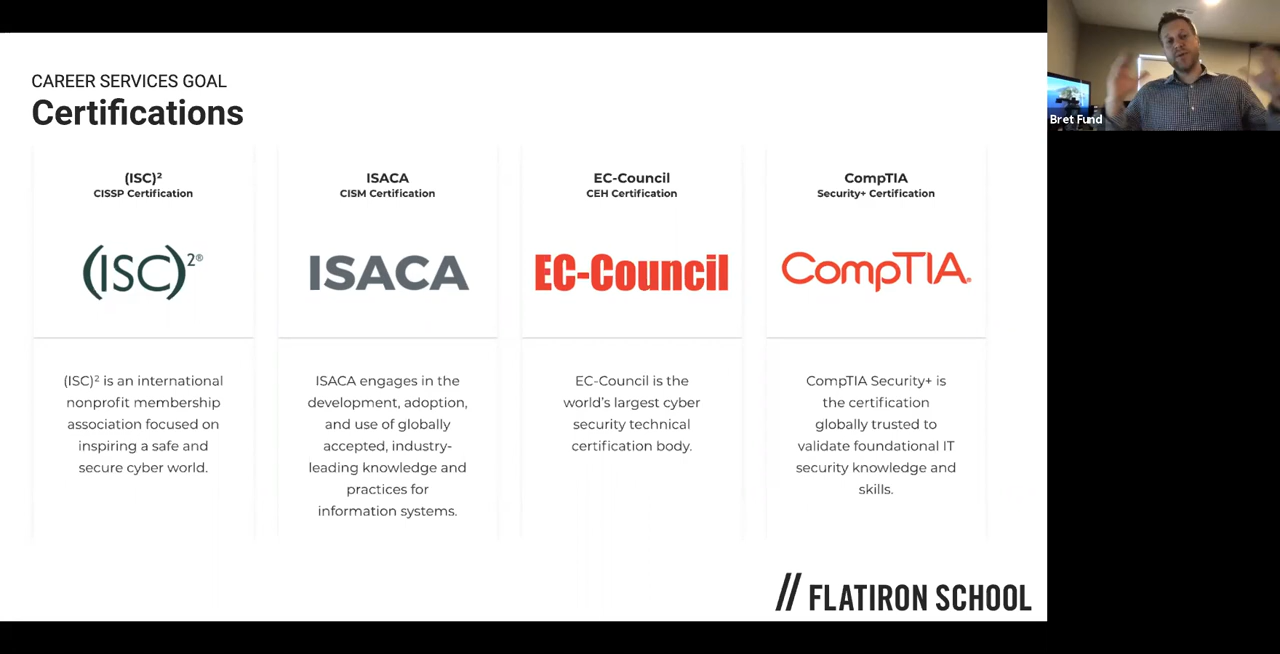 CAREER SERVICES GOAL
Certifications
(ISC)²
CISSP Certification
(ISC)²®
(ISC)² is an international
nonprofit membership
association focused on
inspiring a safe and
secure cyber world.
ISACA
CISM Certification
ISACA
ISACA engages in the
development, adoption,
and use of globally
accepted, industry-
leading knowledge and
practices for
information systems.
EC-Council
CEH Certification
EC-Council
EC-Council is the
world's largest cyber
security technical
certification body.
CompTIA
Security+ Certification
CompTIA®
CompTIA Security+ is
the certification
globally trusted to
validate foundational IT
security knowledge and
skills.
// FLATIRON SCHOOL
Bret Fund